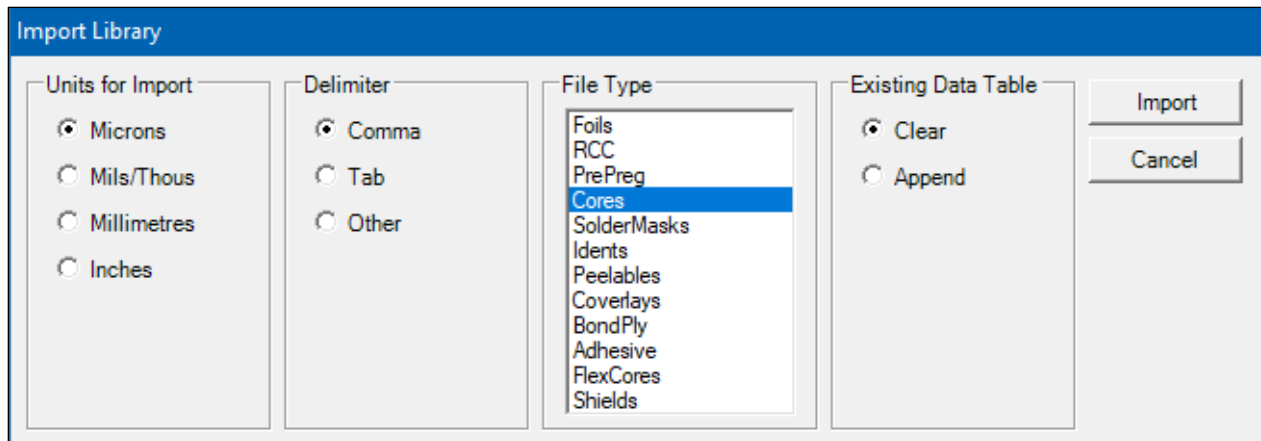 Import Library
Units for Import
Microns
Mils/Thous
Millimetres
Inches
Delimiter
Comma
Tab
Other
File Type
Foils
RCC
PrePreg
Cores
SolderMasks
Idents
Peelables
Coverlays
BondPly
Adhesive
FlexCores
Shields
Existing Data Table
Clear
Append
Import
Cancel